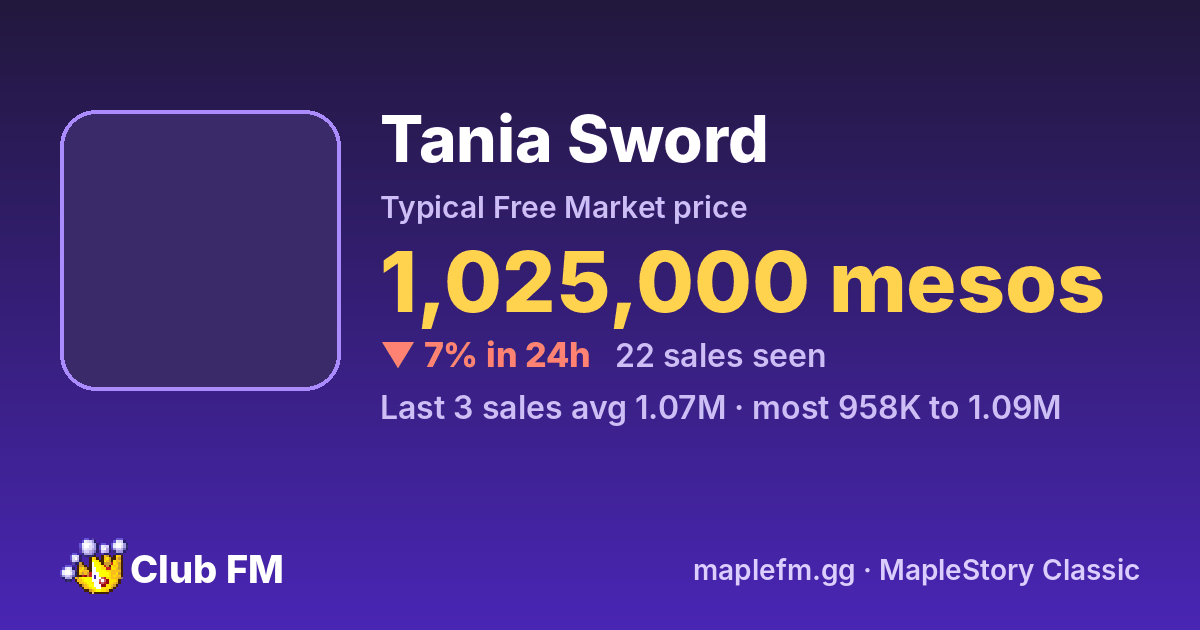 Tania Sword
Typical Free Market price
1,025,000 mesos
▼ 7% in 24h 22 sales seen
Last 3 sales avg 1.07M · most 958K to 1.09M
Club FM
maplefm.gg · MapleStory Classic